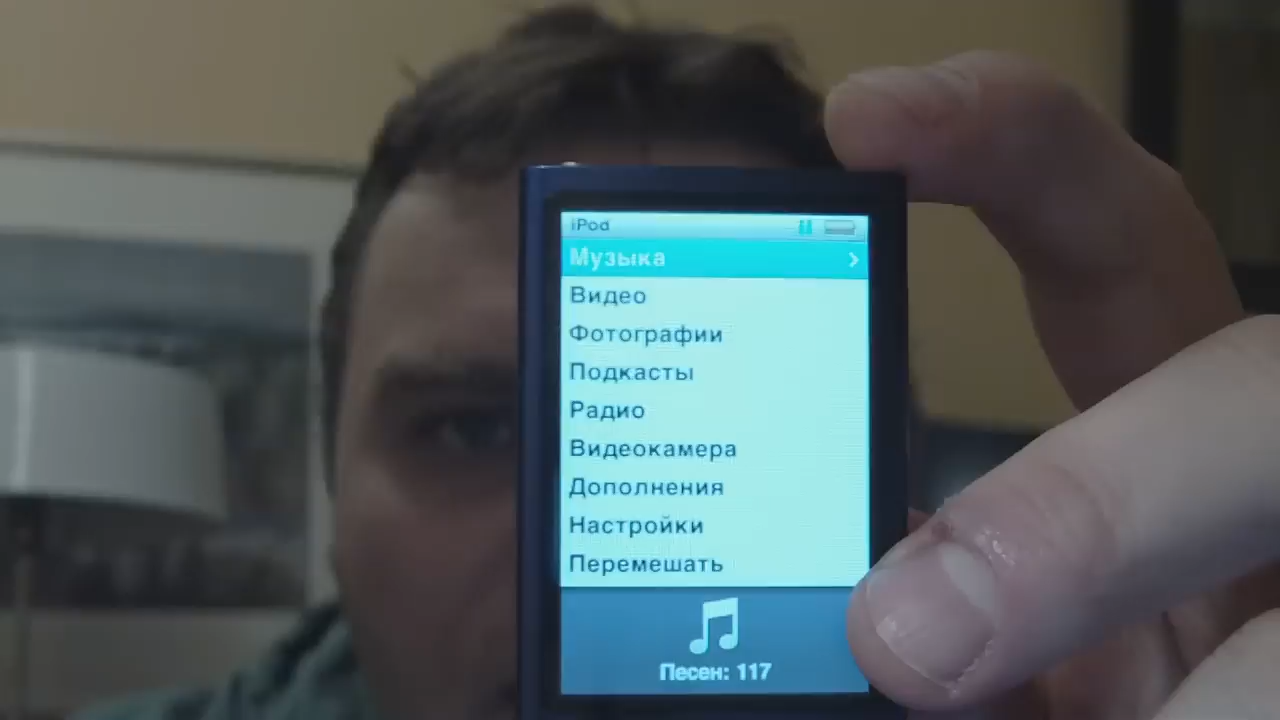 iPod
Музыка
Видео
Фотографии
Подкасты
Радио
Видеокамера
Дополнения
Настройки
Перемешать
Песен: 117